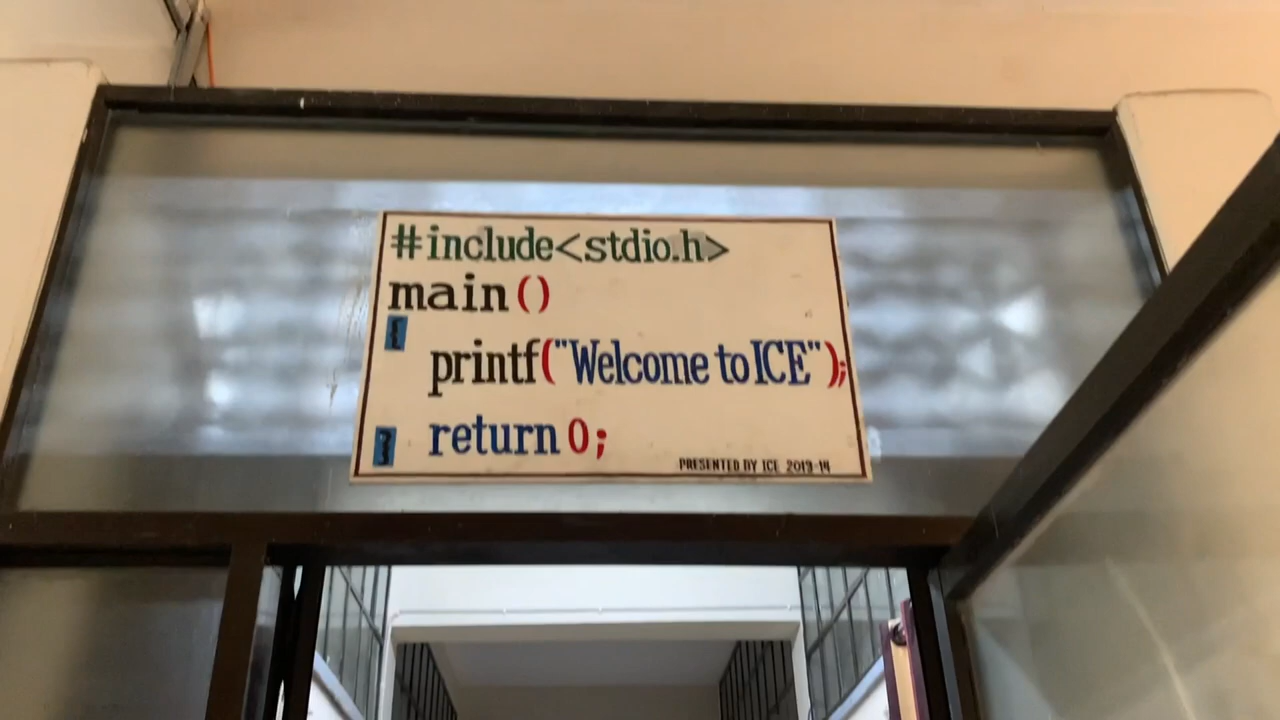 #include<stdio.h>
main()
{
printf("Welcome to ICE");
return 0;
}
PRESENTED BY ICE 2013-14